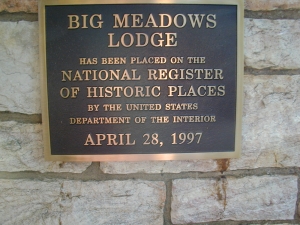 BIG MEADOWS
LODGE
HAS BEEN PLACED ON THE
NATIONAL REGISTER
OF HISTORIC PLACES
BY THE UNITED STATES
DEPARTMENT OF THE INTERIOR
APRIL 28, 1997